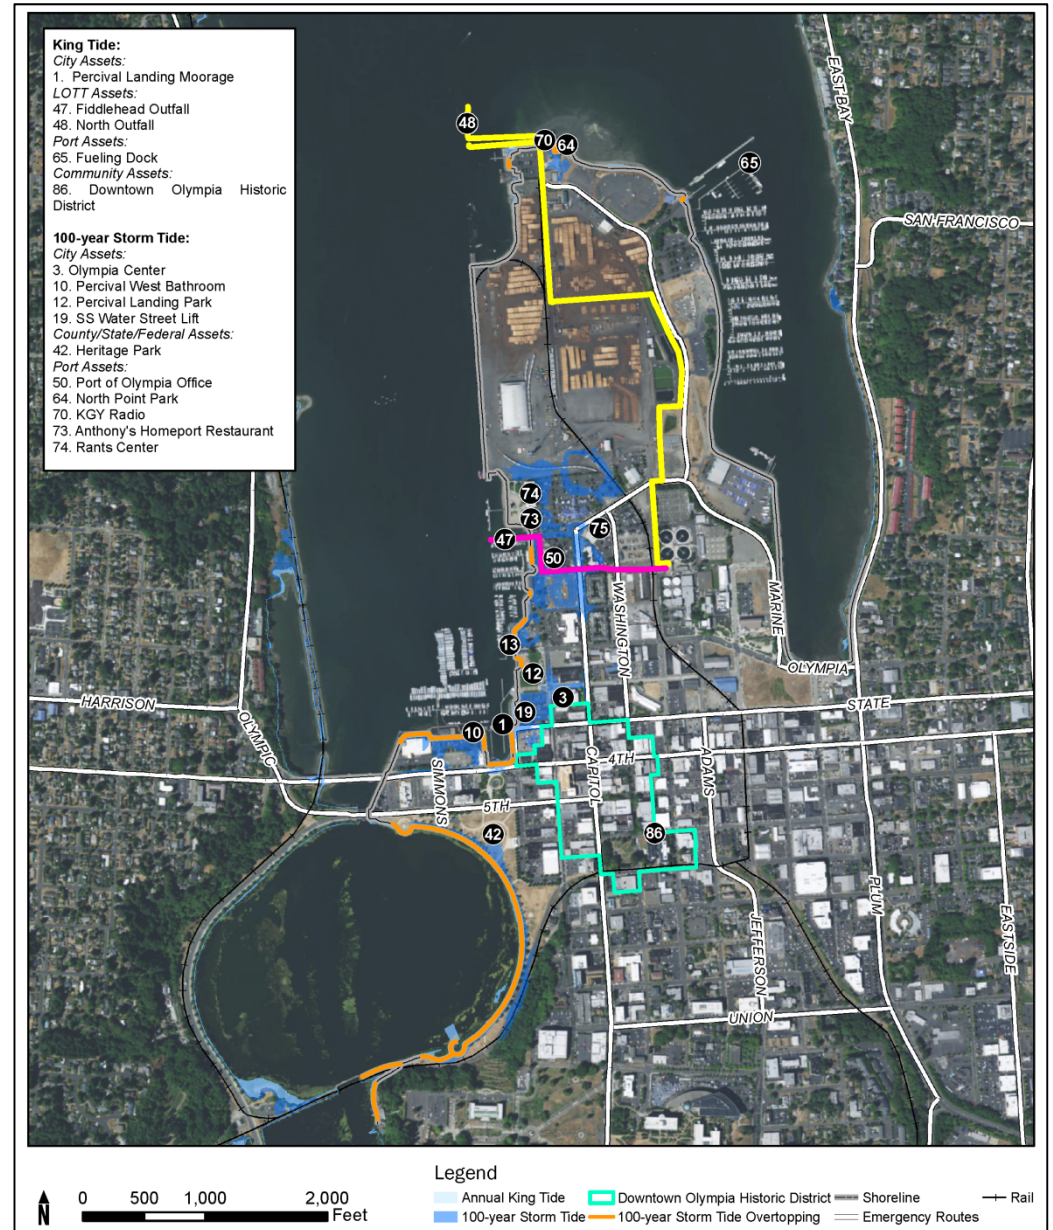 King Tide:
City Assets:
1. Percival Landing Moorage
LOTT Assets:
47. Fiddlehead Outfall
48. North Outfall
Port Assets:
65. Fueling Dock
Community Assets:
86. Downtown Olympia Historic
District
100-year Storm Tide:
City Assets:
3. Olympia Center
10. Percival West Bathroom
12. Percival Landing Park
19. SS Water Street Lift
County/State/Federal Assets:
42. Heritage Park
Port Assets:
50. Port of Olympia Office
64. North Point Park
70. KGY Radio
73. Anthony's Homeport Restaurant
74. Rants Center
EAST BAY
48
70
64
65
SAN FRANCISCO
74
73
75
47
50
WASHINGTON
MARINE
13
OLYMPIA
12
HARRISON
3
STATE
19
1
OLYMPIC
10
4TH
ADAMS
SIMMONS
CAPITOL
5TH
42
86
PLUM
JEFFERSON
EASTSIDE
UNION
Legend
N
0 500 1,000 2,000
Feet
Annual King Tide
Downtown Olympia Historic District
Shoreline
Rail
100-year Storm Tide
100-year Storm Tide Overtopping
Emergency Routes